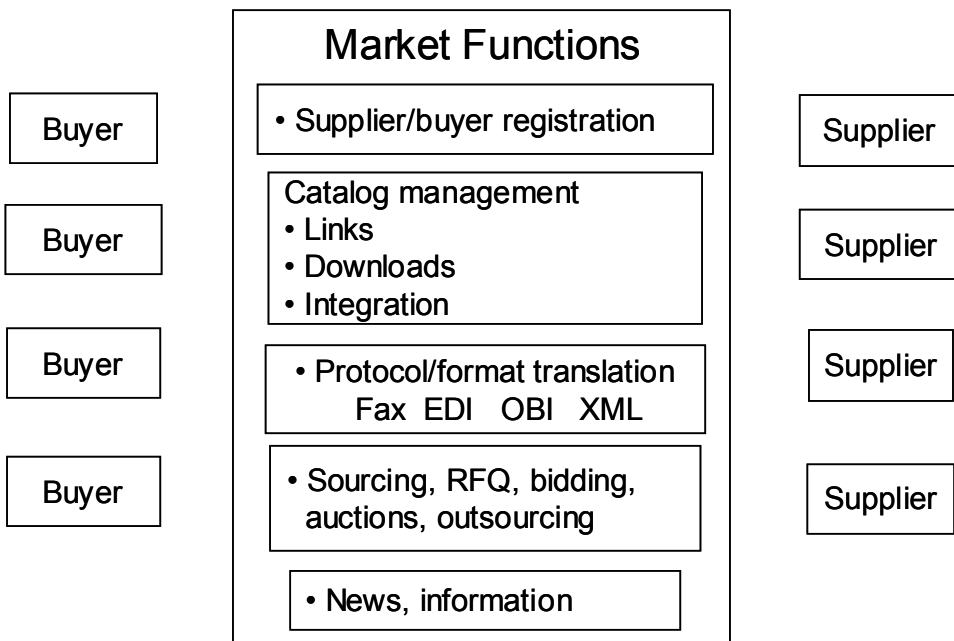 Market Functions
Buyer
• Supplier/buyer registration
Supplier
Catalog management
Buyer
• Links
Supplier
• Downloads
• Integration
Buyer
• Protocol/format translation
Supplier
Fax EDI OBI XML
Buyer
• Sourcing, RFQ, bidding,
Supplier
auctions, outsourcing
• News, information